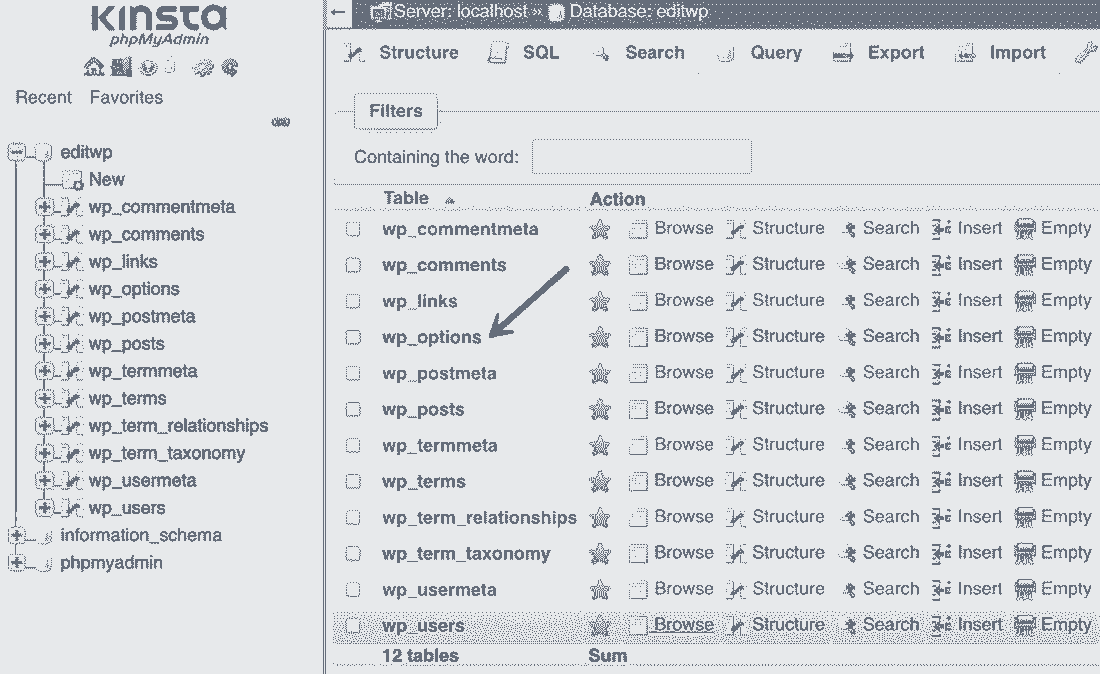 KINSTA
phpMyAdmin
Recent Favorites
editwp
New
wp_commentmeta
wp_comments
wp_links
wp_options
wp_postmeta
wp_posts
wp_termmeta
wp_terms
wp_term_relationships
wp_term_taxonomy
wp_usermeta
wp_users
information_schema
phpmyadmin
Server: localhost » Database: editwp
Structure SQL Search Query Export Import
Filters
Containing the word:
Table Action
wp_commentmeta Browse Structure Search Insert Empty
wp_comments Browse Structure Search Insert Empty
wp_links Browse Structure Search Insert Empty
wp_options Browse Structure Search Insert Empty
wp_postmeta Browse Structure Search Insert Empty
wp_posts Browse Structure Search Insert Empty
wp_termmeta Browse Structure Search Insert Empty
wp_terms Browse Structure Search Insert Empty
wp_term_relationships Browse Structure Search Insert Empty
wp_term_taxonomy Browse Structure Search Insert Empty
wp_usermeta Browse Structure Search Insert Empty
wp_users Browse Structure Search Insert Empty
12 tables Sum